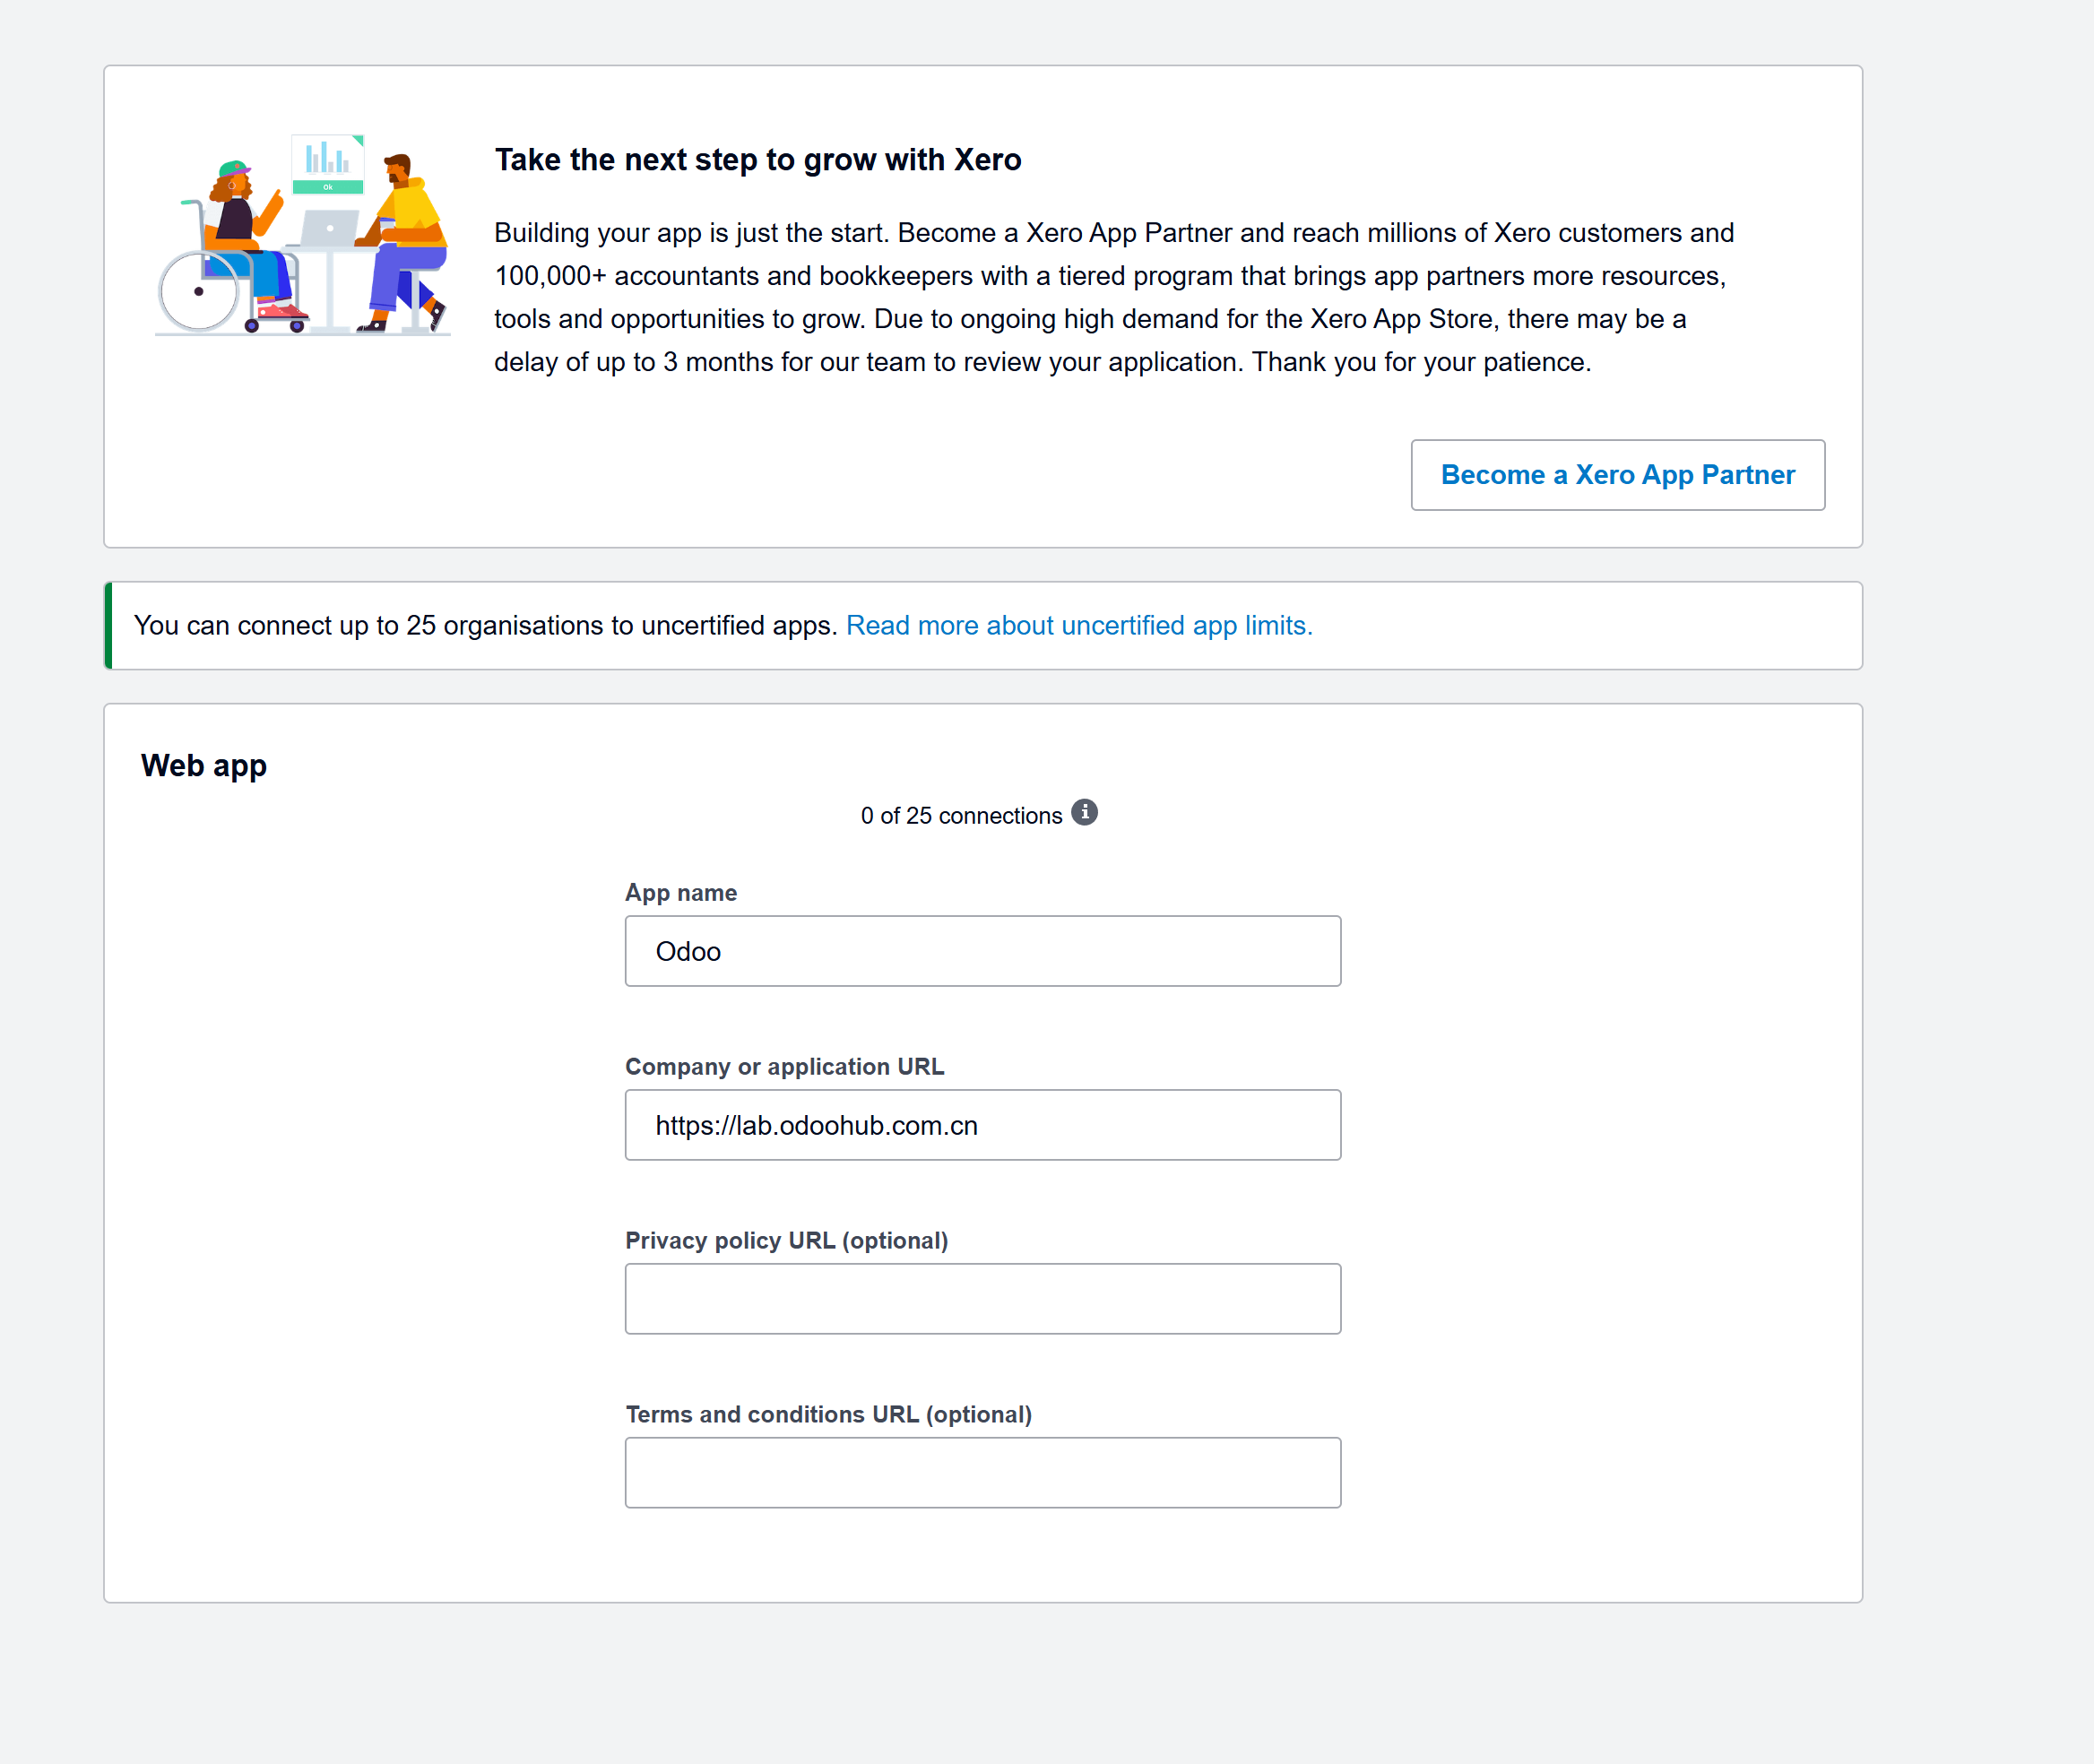 Ok
Take the next step to grow with Xero
Building your app is just the start. Become a Xero App Partner and reach millions of Xero customers and
100,000+ accountants and bookkeepers with a tiered program that brings app partners more resources,
tools and opportunities to grow. Due to ongoing high demand for the Xero App Store, there may be a
delay of up to 3 months for our team to review your application. Thank you for your patience.
Become a Xero App Partner
You can connect up to 25 organisations to uncertified apps. Read more about uncertified app limits.
Web app
0 of 25 connections
App name
Odoo
Company or application URL
https://lab.odoohub.com.cn
Privacy policy URL (optional)
Terms and conditions URL (optional)